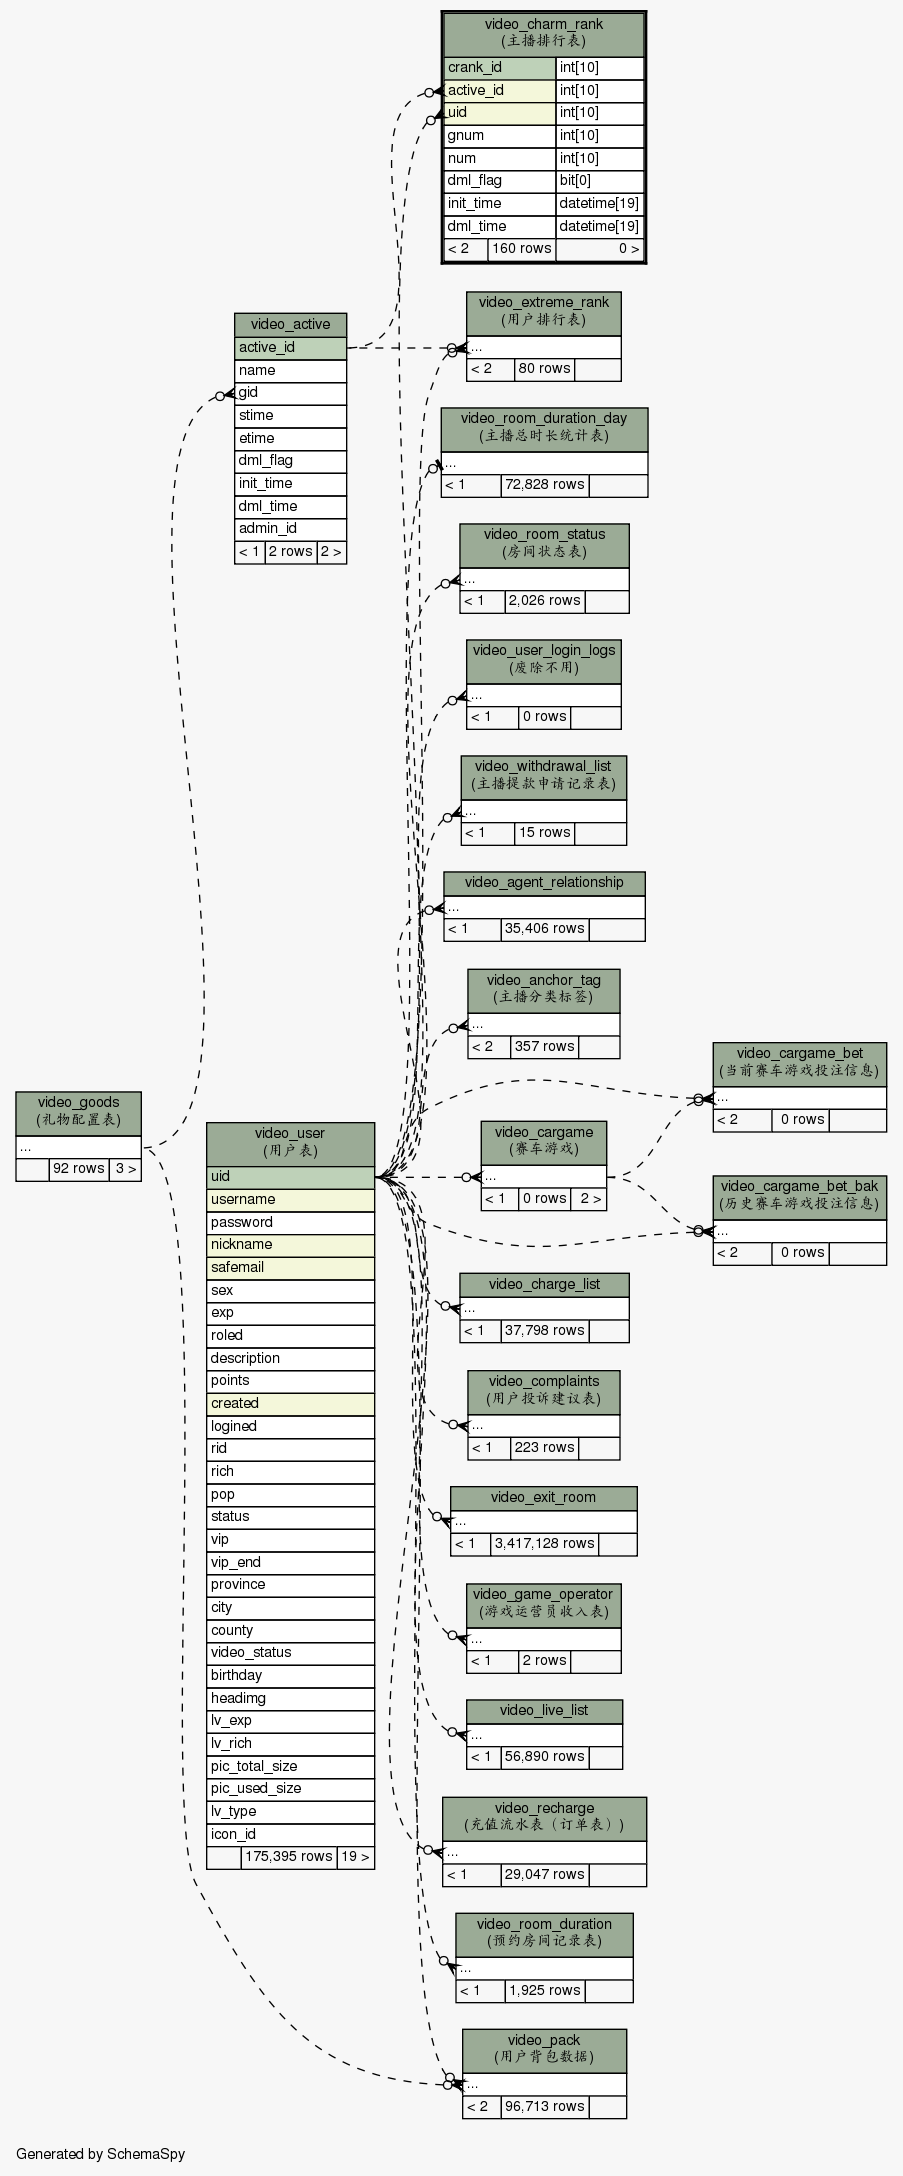 video_charm_rank
(主播排行表)
crank_id int[10]
active_id int[10]
uid int[10]
gnum int[10]
num int[10]
dml_flag bit[0]
init_time datetime[19]
dml_time datetime[19]
< 2 160 rows 0 >
video_extreme_rank
(用户排行表)
...
< 2 80 rows
video_active
active_id
name
gid
stime
etime
dml_flag
init_time
dml_time
admin_id
< 1 2 rows 2 >
video_room_duration_day
(主播总时长统计表)
...
< 1 72,828 rows
video_room_status
(房间状态表)
...
< 1 2,026 rows
video_user_login_logs
(废除不用)
...
< 1 0 rows
video_withdrawal_list
(主播提款申请记录表)
...
< 1 15 rows
video_agent_relationship
...
< 1 35,406 rows
video_anchor_tag
(主播分类标签)
...
< 2 357 rows
video_cargame_bet
(当前赛车游戏投注信息)
...
< 2 0 rows
video_goods
(礼物配置表)
...
92 rows 3 >
video_user
(用户表)
uid
username
password
nickname
safemail
sex
exp
roled
description
points
created
logined
rid
rich
pop
status
vip
vip_end
province
city
county
video_status
birthday
headimg
lv_exp
lv_rich
pic_total_size
pic_used_size
lv_type
icon_id
175,395 rows 19 >
video_cargame
(赛车游戏)
...
< 1 0 rows 2 >
video_cargame_bet_bak
(历史赛车游戏投注信息)
...
< 2 0 rows
video_charge_list
...
< 1 37,798 rows
video_complaints
(用户投诉建议表)
...
< 1 223 rows
video_exit_room
...
< 1 3,417,128 rows
video_game_operator
(游戏运营员收入表)
...
< 1 2 rows
video_live_list
...
< 1 56,890 rows
video_recharge
(充值流水表（订单表）)
...
< 1 29,047 rows
video_room_duration
(预约房间记录表)
...
< 1 1,925 rows
video_pack
(用户背包数据)
...
< 2 96,713 rows
Generated by SchemaSpy